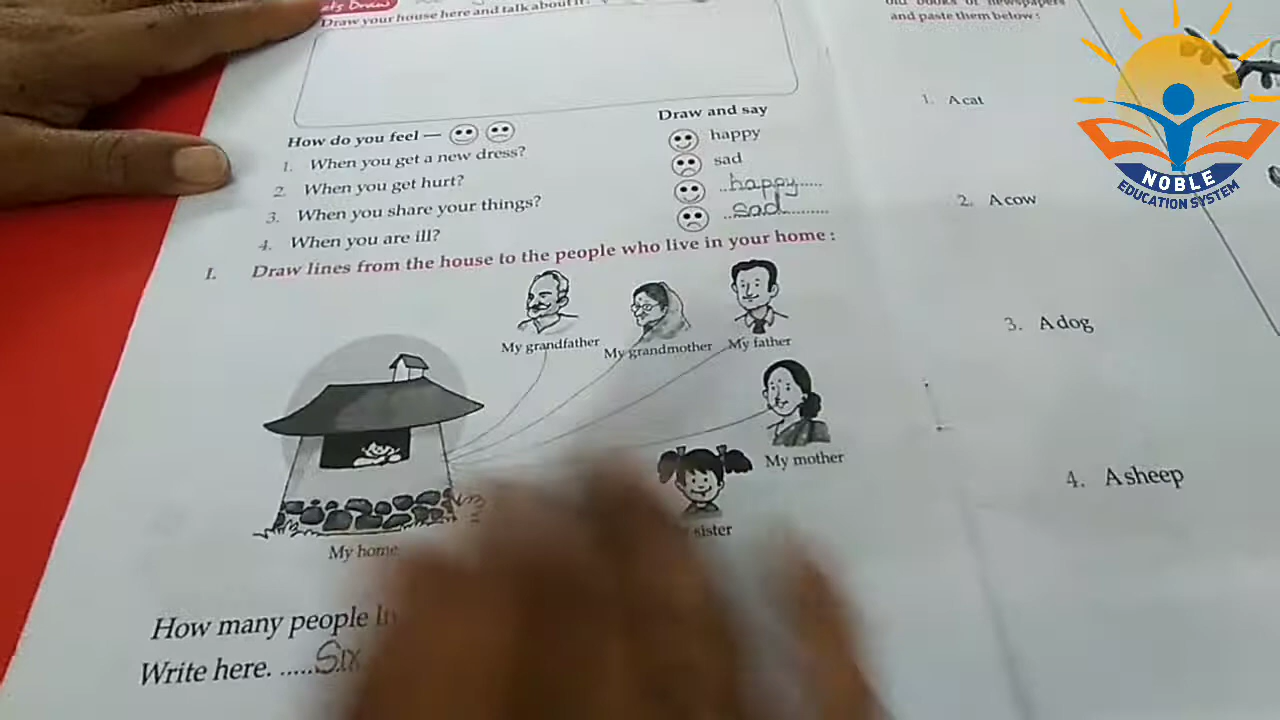 Draw your house here and talk about it.
How do you feel —
1. When you get a new dress?
2. When you get hurt?
3. When you share your things?
4. When you are ill?
Draw and say
happy
sad
happy
sad
I. Draw lines from the house to the people who live in your home :
My grandfather
My grandmother
My father
My mother
sister
My home
How many people
Write here. .....Six
old books or newspapers
and paste them below :
1. A cat
2. A cow
3. A dog
4. A sheep
NOBLE
EDUCATION SYSTEM